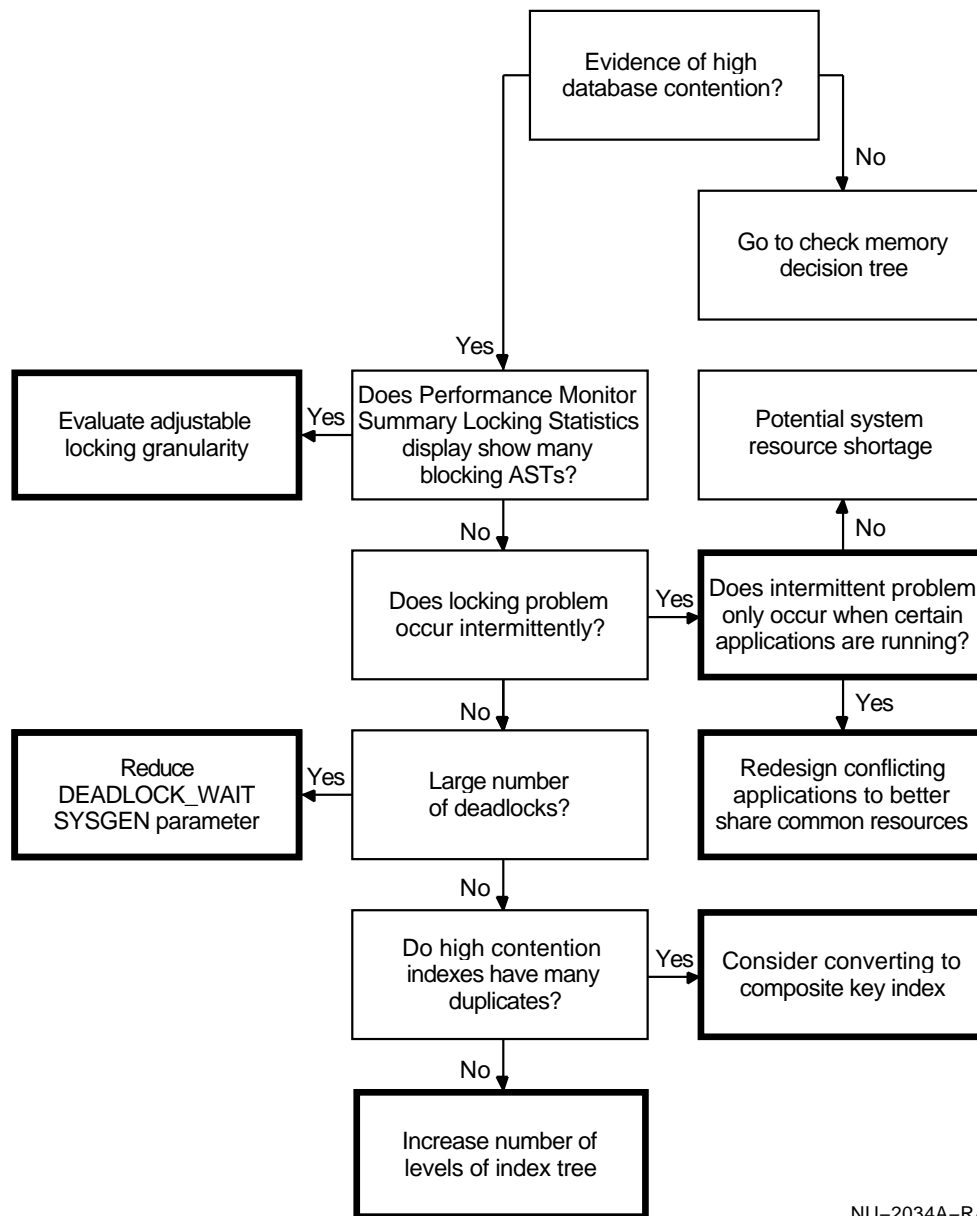 Evidence of high
database contention?
No
Go to check memory
decision tree
Yes
Evaluate adjustable
locking granularity
Yes
Does Performance Monitor
Summary Locking Statistics
display show many
blocking ASTs?
Potential system
resource shortage
No
No
Does locking problem
occur intermittently?
Yes
Does intermittent problem
only occur when certain
applications are running?
No
Yes
Reduce
DEADLOCK_WAIT
SYSGEN parameter
Yes
Large number
of deadlocks?
Redesign conflicting
applications to better
share common resources
No
Do high contention
indexes have many
duplicates?
Yes
Consider converting to
composite key index
No
Increase number of
levels of index tree
NU−2034A−R